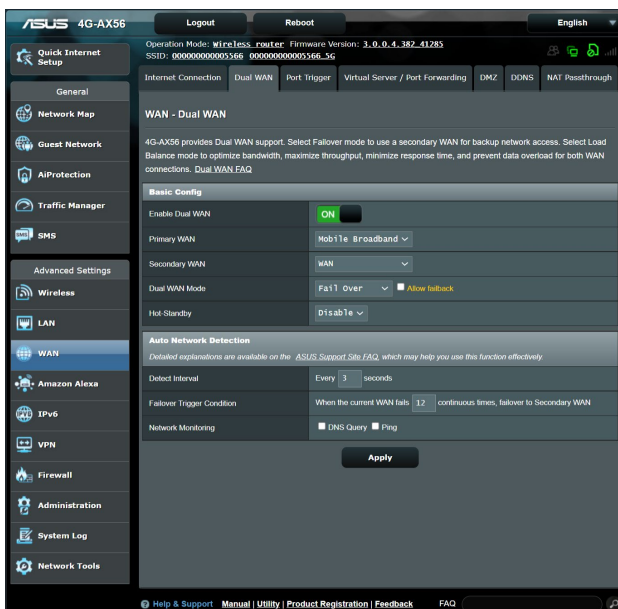 ASUS 4G-AX56 Logout Reboot English
Operation Mode: Wireless router Firmware Version: 3.0.0.4.382_41285
SSID: 000000000005566 000000000005566_5G
Quick Internet Setup
Internet Connection Dual WAN Port Trigger Virtual Server / Port Forwarding DMZ DDNS NAT Passthrough
General
Network Map
Guest Network
AiProtection
Traffic Manager
SMS
SMS
Advanced Settings
Wireless
LAN
WAN
Amazon Alexa
IPv6
IPv6
VPN
Firewall
Administration
System Log
Network Tools
WAN - Dual WAN
4G-AX56 provides Dual WAN support. Select Failover mode to use a secondary WAN for backup network access. Select Load
Balance mode to optimize bandwidth, maximize throughput, minimize response time, and prevent data overload for both WAN
connections. Dual WAN FAQ
Basic Config
Enable Dual WAN ON
Primary WAN Mobile Broadband
Secondary WAN WAN
Dual WAN Mode Fail Over Allow failback
Hot-Standby Disable
Auto Network Detection
Detailed explanations are available on the ASUS Support Site FAQ, which may help you use this function effectively.
Detect Interval Every 3 seconds
Failover Trigger Condition When the current WAN fails 12 continuous times, failover to Secondary WAN
Network Monitoring DNS Query Ping
Apply
Help & Support Manual | Utility | Product Registration | Feedback FAQ